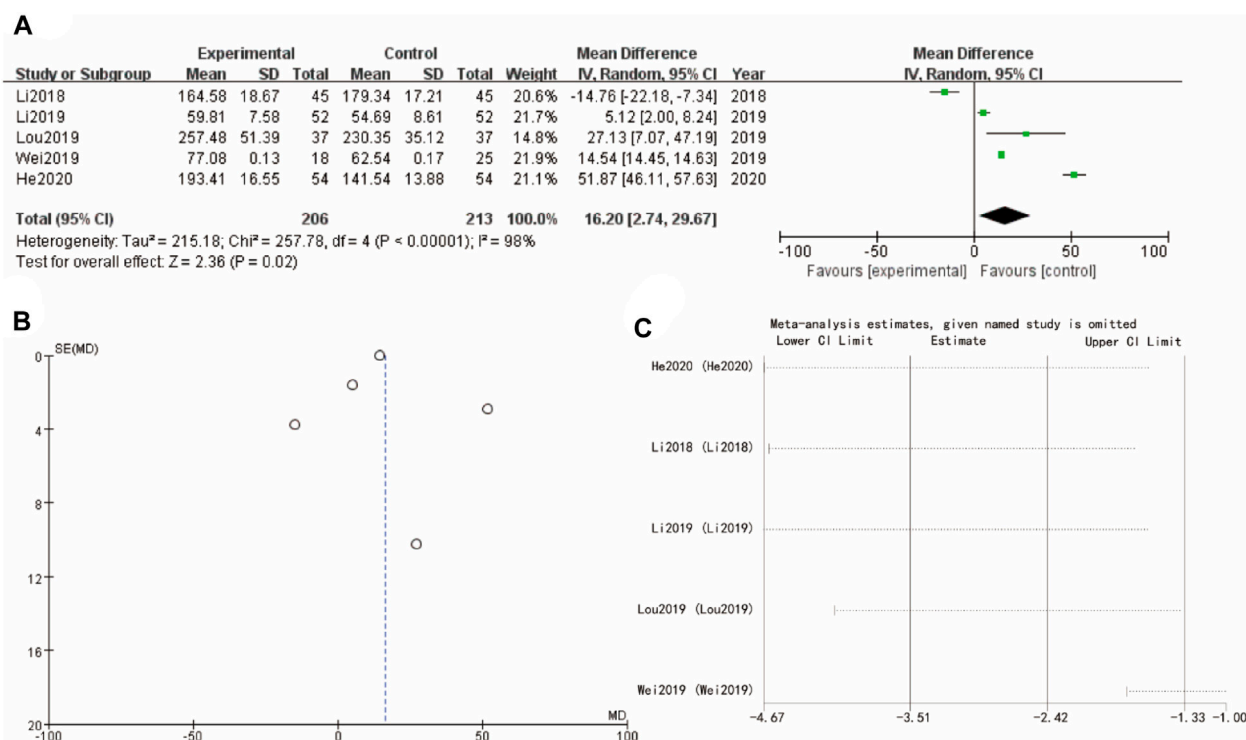 A
Experimental Control Mean Difference Mean Difference
Study or Subgroup Mean SD Total Mean SD Total Weight IV, Random, 95% CI Year IV, Random, 95% CI
Li2018 164.58 18.67 45 179.34 17.21 45 20.6% -14.76 [-22.18, -7.34] 2018
Li2019 59.81 7.58 52 54.69 8.61 52 21.7% 5.12 [2.00, 8.24] 2019
Lou2019 257.48 51.39 37 230.35 35.12 37 14.8% 27.13 [7.07, 47.19] 2019
Wei2019 77.08 0.13 18 62.54 0.17 25 21.9% 14.54 [14.45, 14.63] 2019
He2020 193.41 16.55 54 141.54 13.88 54 21.1% 51.87 [46.11, 57.63] 2020
Total (95% CI) 206 213 100.0% 16.20 [2.74, 29.67]
Heterogeneity: Tau² = 215.18; Chi² = 257.78, df = 4 (P < 0.00001); I² = 98%
Test for overall effect: Z = 2.36 (P = 0.02)
-100 -50 0 50 100
Favours [experimental] Favours [control]
B
SE(MD)
0
4
8
12
16
20
MD
-100 -50 0 50 100
C
Meta-analysis estimates, given named study is omitted
Lower CI Limit Estimate Upper CI Limit
He2020 (He2020)
Li2018 (Li2018)
Li2019 (Li2019)
Lou2019 (Lou2019)
Wei2019 (Wei2019)
-4.67 -3.51 -2.42 -1.33 -1.00